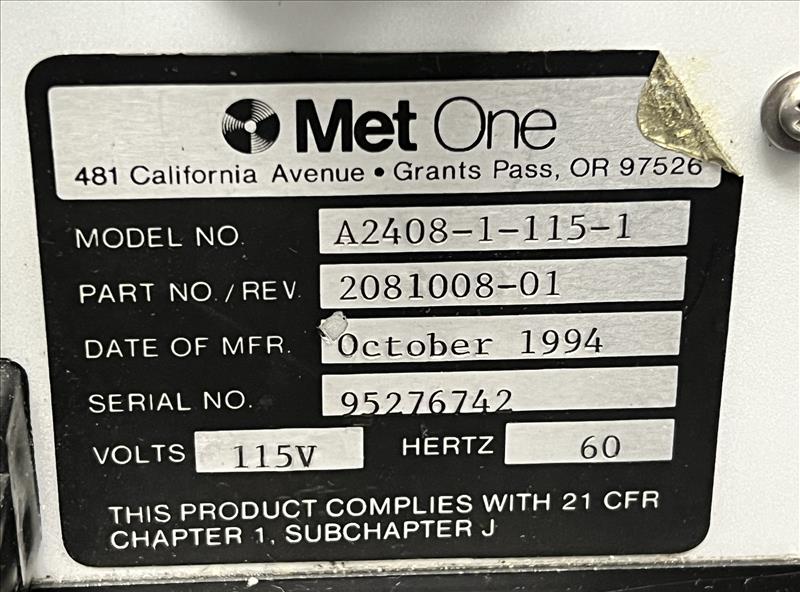 Met One
481 California Avenue • Grants Pass, OR 97526
MODEL NO. A2408-1-115-1
PART NO./REV. 2081008-01
DATE OF MFR. October 1994
SERIAL NO. 95276742
VOLTS 115V HERTZ 60
THIS PRODUCT COMPLIES WITH 21 CFR
CHAPTER 1, SUBCHAPTER J